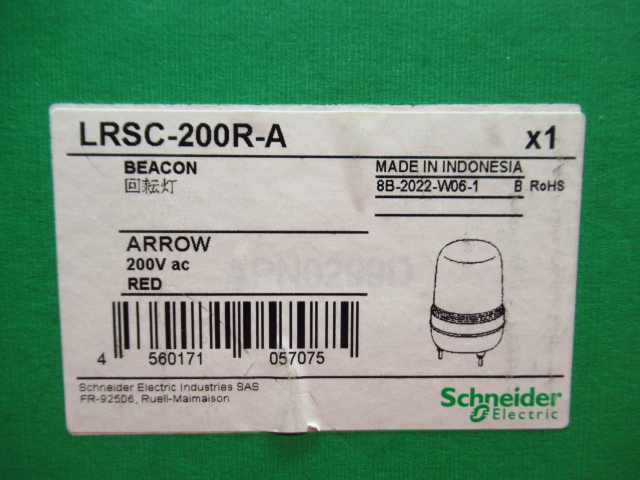 LRSC-200R-A x1
BEACON MADE IN INDONESIA
回転灯 8B-2022-W06-1 B RoHS
ARROW
200V ac
RED
4 560171 057075
Schneider Electric Industries SAS
FR-92506, Rueil-Malmaison
Schneider
Electric